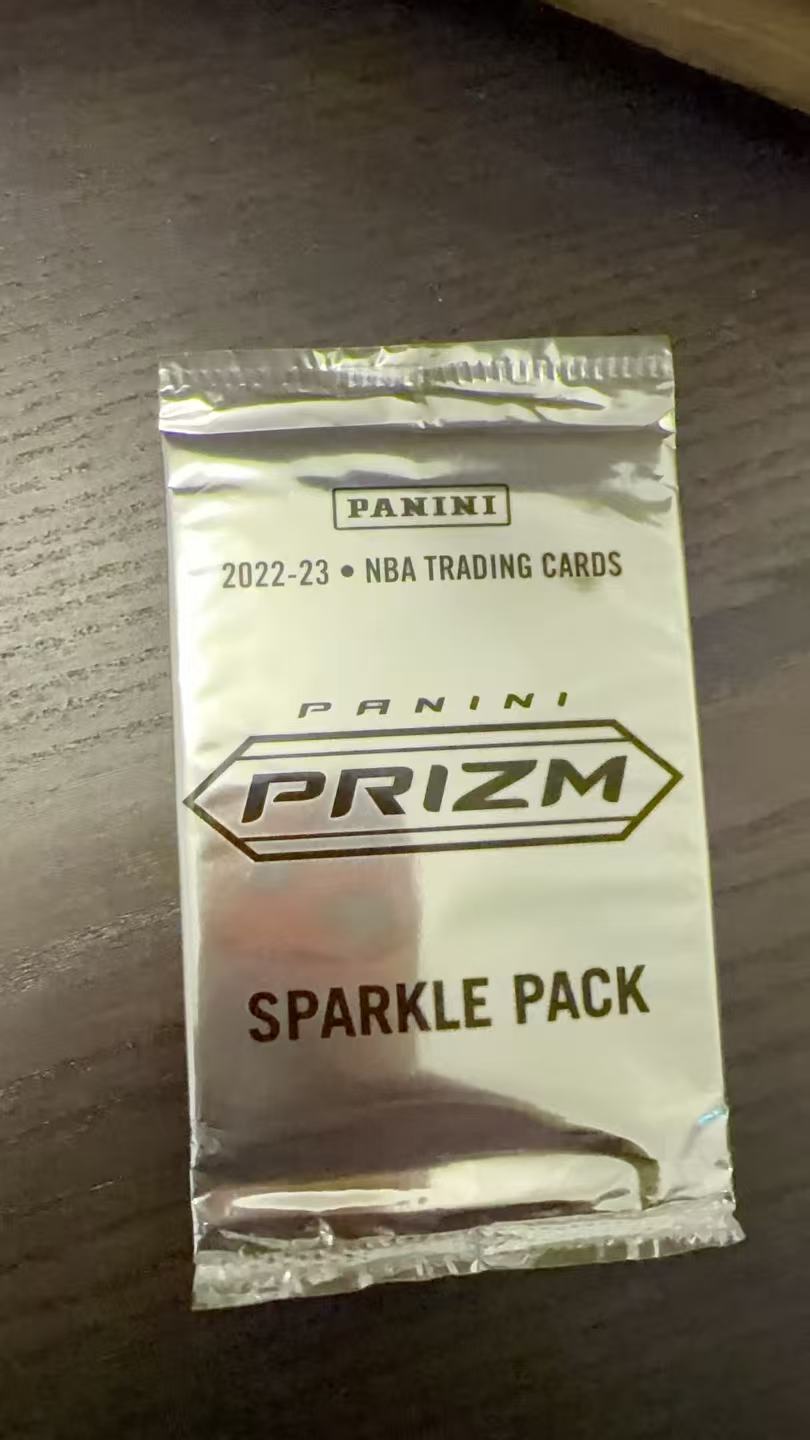 PANINI
2022-23 • NBA TRADING CARDS
PANINI
PRIZM
SPARKLE PACK